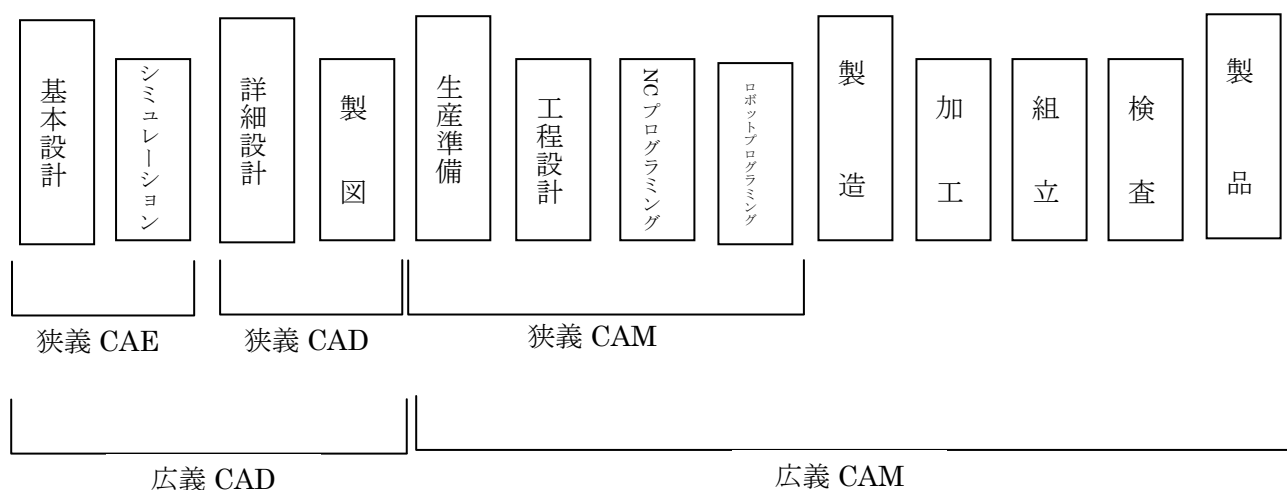 基本設計
シミュレーション
詳細設計
製図
生産準備
工程設計
NCプログラミング
ロボットプログラミング
製造
加工
組立
検査
製品
狭義 CAE
狭義 CAD
狭義 CAM
広義 CAD
広義 CAM